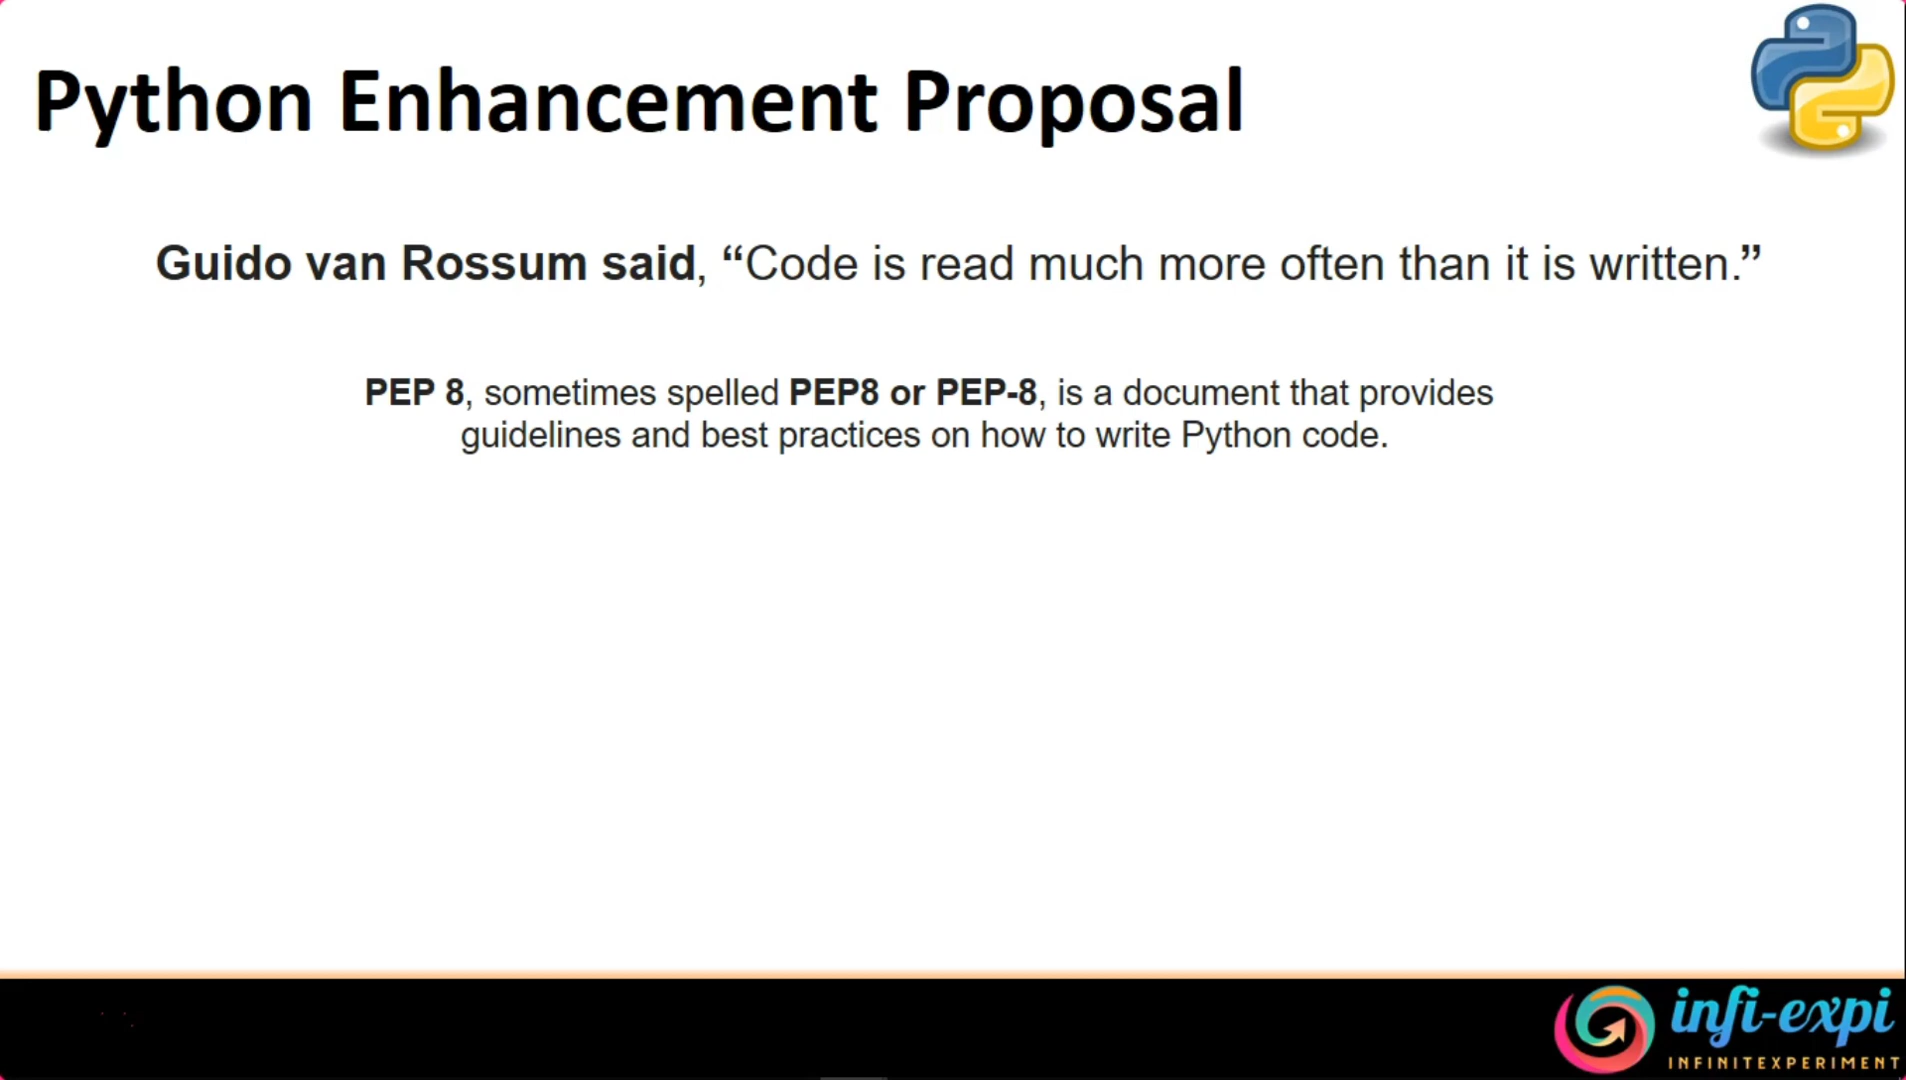 Python Enhancement Proposal
Guido van Rossum said, “Code is read much more often than it is written.”
PEP 8, sometimes spelled PEP8 or PEP-8, is a document that provides
guidelines and best practices on how to write Python code.
infi-expi
INFINITEXPERIMENT